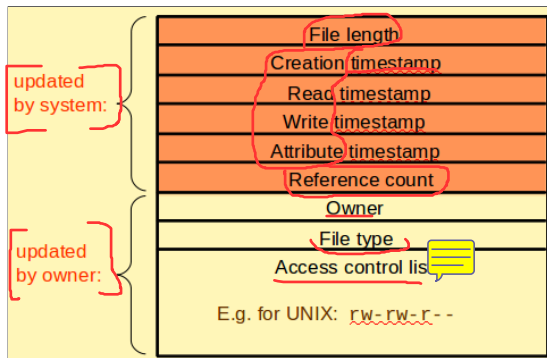 File length
Creation timestamp
updated
by system:
Read timestamp
Write timestamp
Attribute timestamp
Reference count
Owner
File type
updated
by owner:
Access control lis
E.g. for UNIX: rw-rw-r--